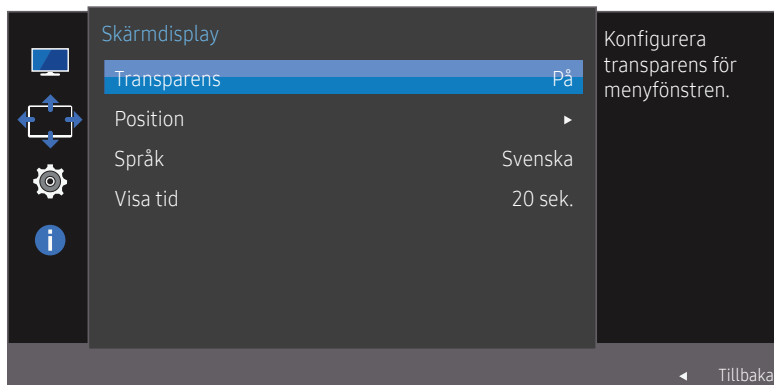 Skärmdisplay
Transparens På
Position ▸
Språk Svenska
Visa tid 20 sek.
Konfigurera
transparens för
menyfönstren.
◂ Tillbaka